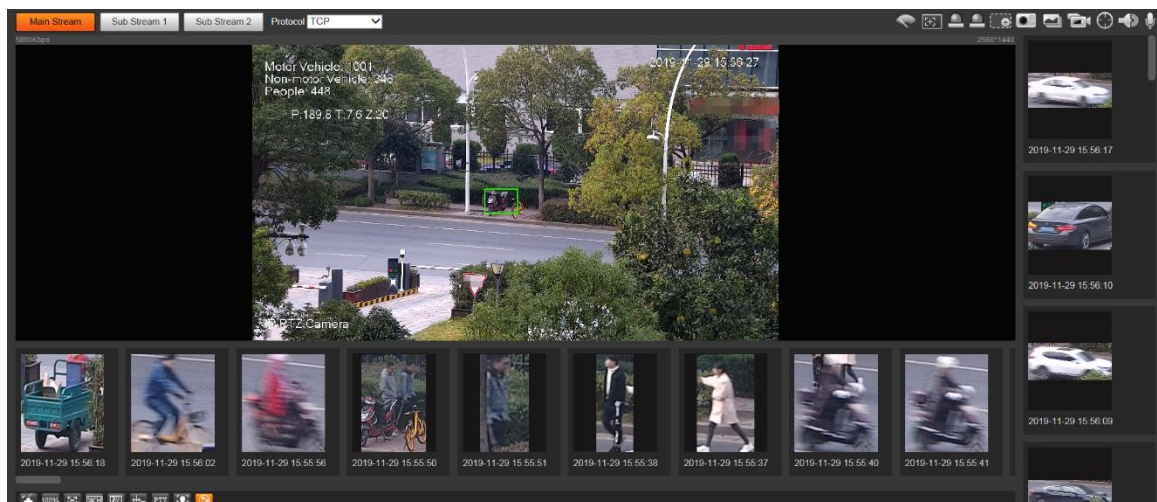 Main Stream
Sub Stream 1
Sub Stream 2
Protocol TCP
5890Kbps
2560*1440
Motor Vehicle: 1001
Non-motor Vehicle: 348
People: 448
P:189.8 T:7.6 Z:20
2019-11-29 15:56:27
IP PTZ Camera
2019-11-29 15:56:17
2019-11-29 15:56:10
2019-11-29 15:56:09
2019-11-29 15:56:18
2019-11-29 15:56:02
2019-11-29 15:55:56
2019-11-29 15:55:50
2019-11-29 15:55:51
2019-11-29 15:55:38
2019-11-29 15:55:37
2019-11-29 15:55:40
2019-11-29 15:55:41
100%
W:H
PTZ